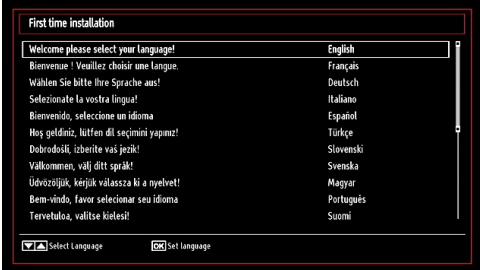 First time installation
Welcome please select your language! English
Bienvenue ! Veuillez choisir une langue. Français
Wählen Sie bitte Ihre Sprache aus! Deutsch
Selezionate la vostra lingua! Italiano
Bienvenido, seleccione un idioma Español
Hoş geldiniz, lütfen dil seçimini yapınız! Türkçe
Dobrodošli, izberite vaš jezik! Slovenski
Välkommen, välj ditt språk! Svenska
Üdvözöljük, kérjük válassza ki a nyelvet! Magyar
Bem-vindo, favor selecionar seu idioma Português
Tervetuloa, valitse kielesi! Suomi
Select Language OK Set language